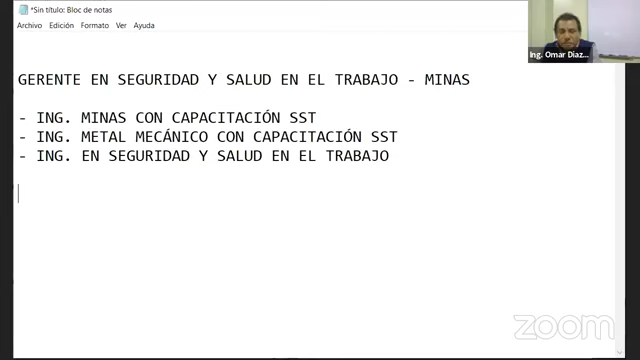 *Sin título: Bloc de notas
Archivo Edición Formato Ver Ayuda
Ing. Omar Diaz...
GERENTE EN SEGURIDAD Y SALUD EN EL TRABAJO - MINAS
- ING. MINAS CON CAPACITACIÓN SST
- ING. METAL MECÁNICO CON CAPACITACIÓN SST
- ING. EN SEGURIDAD Y SALUD EN EL TRABAJO
zoom